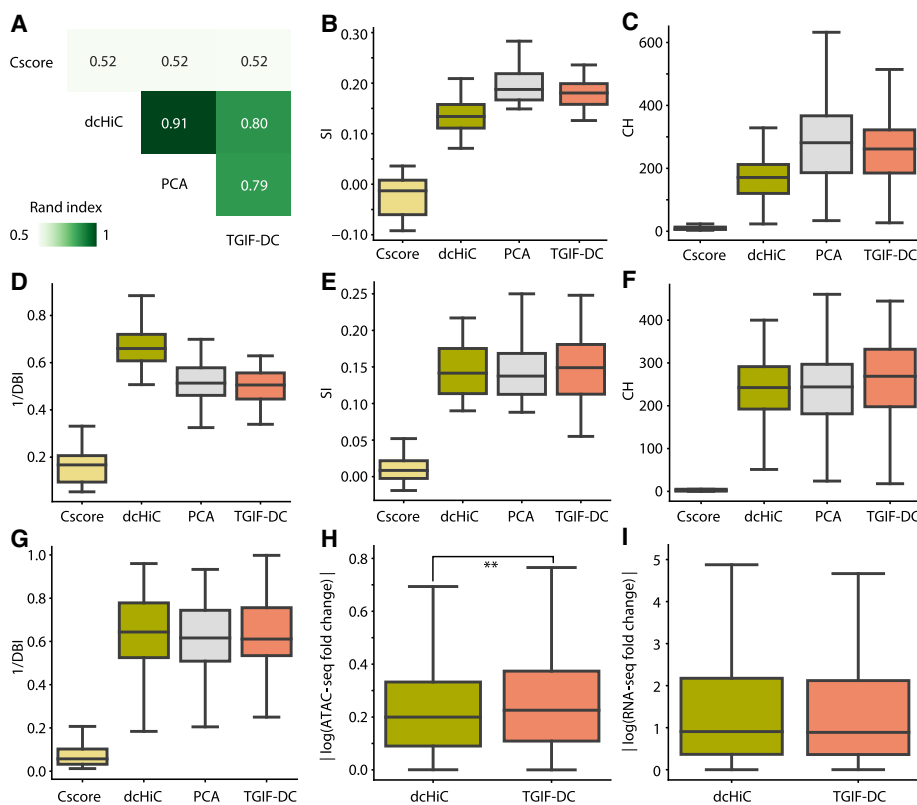 A
Cscore 0.52 0.52 0.52
dcHiC 0.91 0.80
PCA 0.79
TGIF-DC
Rand index
0.5 1
B
SI
0.30
0.20
0.10
0.00
−0.10
Cscore dcHiC PCA TGIF-DC
C
CH
600
400
200
0
Cscore dcHiC PCA TGIF-DC
D
1/DBI
0.8
0.6
0.4
0.2
Cscore dcHiC PCA TGIF-DC
E
SI
0.25
0.20
0.15
0.10
0.05
0.00
Cscore dcHiC PCA TGIF-DC
F
CH
400
300
200
100
0
Cscore dcHiC PCA TGIF-DC
G
1/DBI
1.0
0.8
0.6
0.4
0.2
0.0
Cscore dcHiC PCA TGIF-DC
H
| log(ATAC−seq fold change) |
0.8
0.6
0.4
0.2
0.0
**
dcHiC TGIF-DC
I
| log(RNA−seq fold change) |
5
4
3
2
1
0
dcHiC TGIF-DC